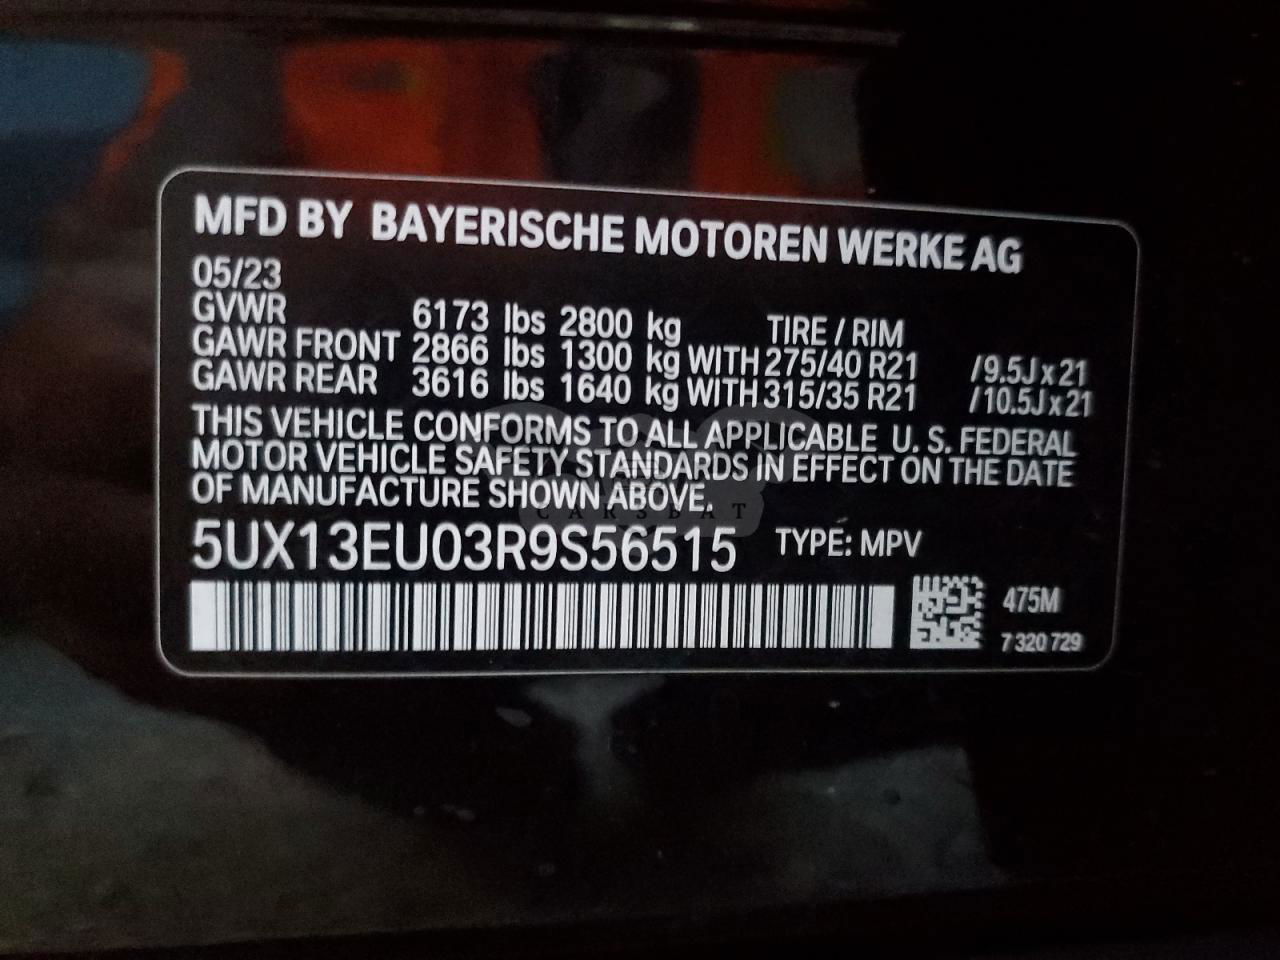 MFD BY BAYERISCHE MOTOREN WERKE AG
05/23
GVWR 6173 lbs 2800 kg TIRE / RIM
GAWR FRONT 2866 lbs 1300 kg WITH 275/40 R21 /9.5J x 21
GAWR REAR 3616 lbs 1640 kg WITH 315/35 R21 /10.5J x 21
THIS VEHICLE CONFORMS TO ALL APPLICABLE U. S. FEDERAL
MOTOR VEHICLE SAFETY STANDARDS IN EFFECT ON THE DATE
OF MANUFACTURE SHOWN ABOVE.
CARSBAT
5UX13EU03R9S56515 TYPE: MPV
475M
7 320 729